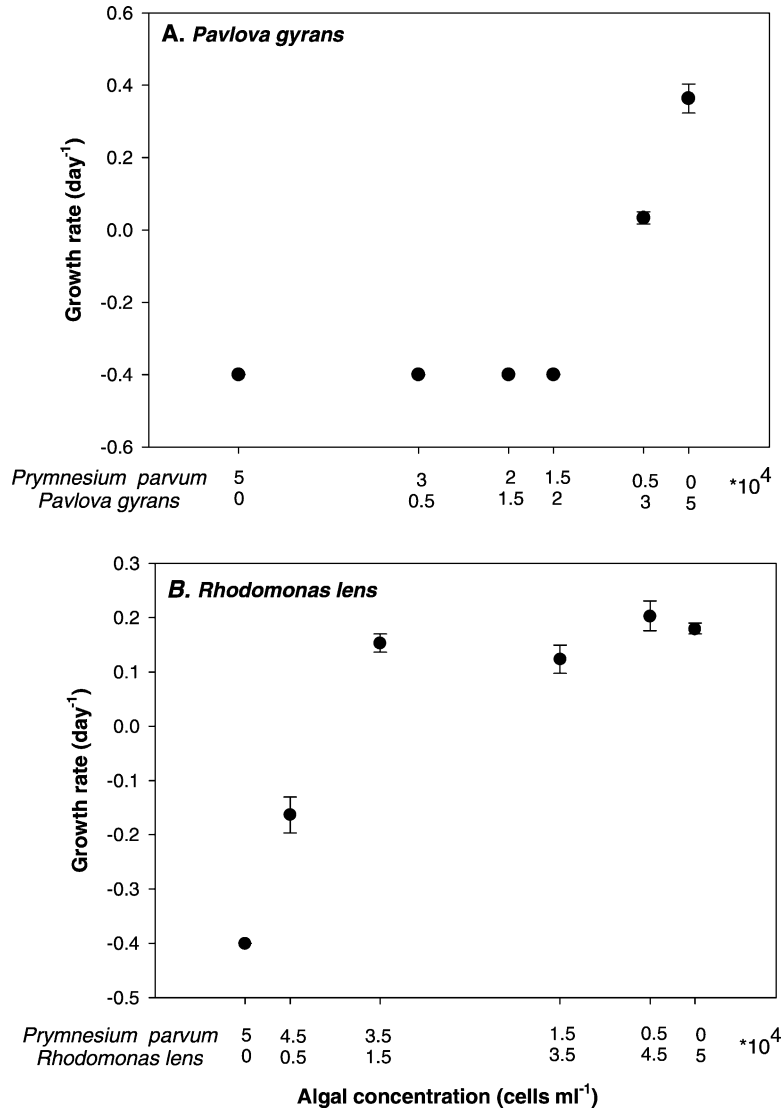 A. Pavlova gyrans
0.6
0.4
0.2
0.0
-0.2
-0.4
-0.6
Growth rate (day-1)
Prymnesium parvum 5 3 2 1.5 0.5 0
Pavlova gyrans 0 0.5 1.5 2 3 5
*10^4
B. Rhodomonas lens
0.3
0.2
0.1
0.0
-0.1
-0.2
-0.3
-0.4
-0.5
Growth rate (day-1)
Prymnesium parvum 5 4.5 3.5 1.5 0.5 0
Rhodomonas lens 0 0.5 1.5 3.5 4.5 5
*10^4
Algal concentration (cells ml-1)